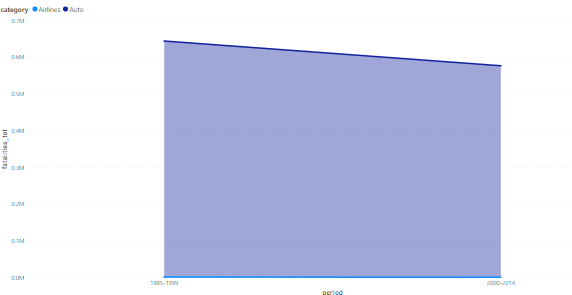 category Airlines Auto
0.7M
0.6M
0.5M
0.4M
0.3M
0.2M
0.1M
0.0M
fatalities_tot
1985-1999 2000-2014
period